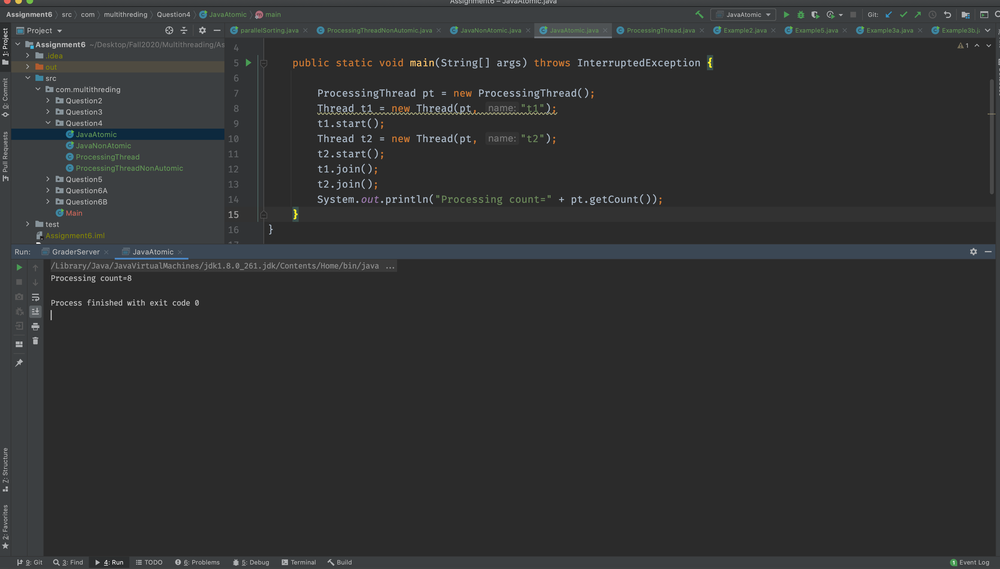 Assignment6 – JavaAtomic.java
Assignment6 src com multithreding Question4 JavaAtomic main
JavaAtomic
Git:
1: Project
0: Commit
Pull Requests
7: Structure
2: Favorites
Project
parallelSorting.java ProcessingThreadNonAutomic.java JavaNonAtomic.java JavaAtomic.java ProcessingThread.java Example2.java Example5.java Example3a.java Example3b.j
Assignment6 ~/Desktop/Fall2020/Multithreading/As
.idea
out
src
com.multithreding
Question2
Question3
Question4
JavaAtomic
JavaNonAtomic
ProcessingThread
ProcessingThreadNonAutomic
Question5
Question6A
Question6B
Main
test
Assignment6.iml
1
4
5 public static void main(String[] args) throws InterruptedException {
6
7 ProcessingThread pt = new ProcessingThread();
8 Thread t1 = new Thread(pt, name: "t1");
9 t1.start();
10 Thread t2 = new Thread(pt, name: "t2");
11 t2.start();
12 t1.join();
13 t2.join();
14 System.out.println("Processing count=" + pt.getCount());
15 }
16 }
17
Run: GraderServer JavaAtomic
/Library/Java/JavaVirtualMachines/jdk1.8.0_261.jdk/Contents/Home/bin/java ...
Processing count=8
Process finished with exit code 0
9: Git 3: Find 4: Run TODO 6: Problems 5: Debug Terminal Build
1 Event Log